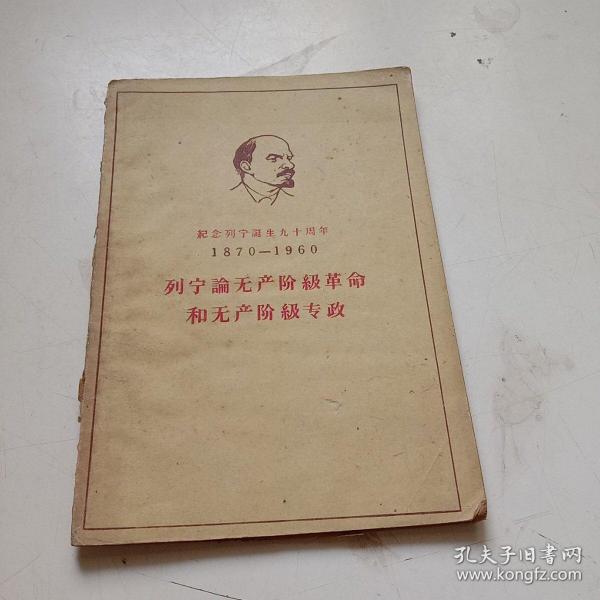 紀念列宁誕生九十周年
1870—1960
列宁論无产阶級革命
和无产阶級专政
孔夫子旧書网
www.kongfz.com